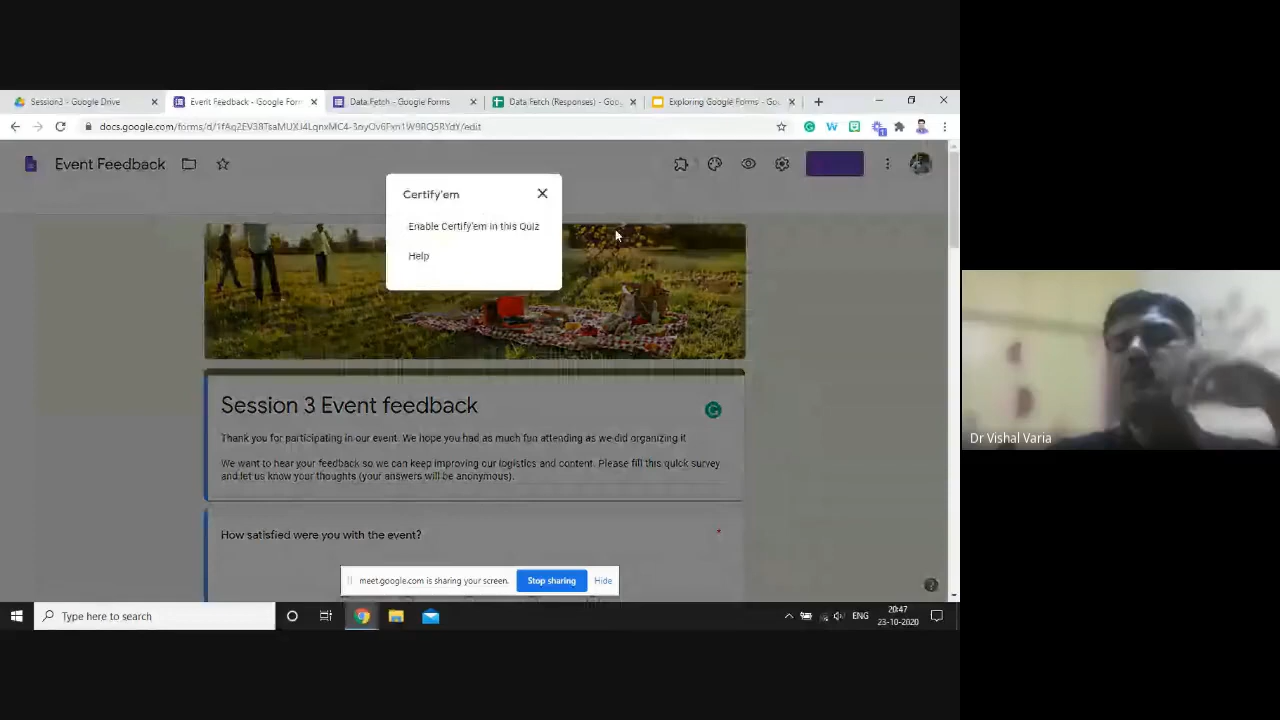 Session3 - Google Drive
Event Feedback - Google Form
Data.Fetch - Google Forms
Data Fetch (Responses) - Goo
Exploring Google Forms - Goo
Event Feedback
Certify'em
Enable Certify'em in this Quiz
Help
Session 3 Event feedback
Thank you for participating in our event. We hope you had as much fun attending as we did organizing it
We want to hear your feedback so we can keep improving our logistics and content. Please fill this quick survey
and let us know your thoughts (your answers will be anonymous).
How satisfied were you with the event?
*
meet.google.com is sharing your screen.
Stop sharing
Hide
Type here to search
ENG
20:47
23-10-2020
Dr Vishal Varia